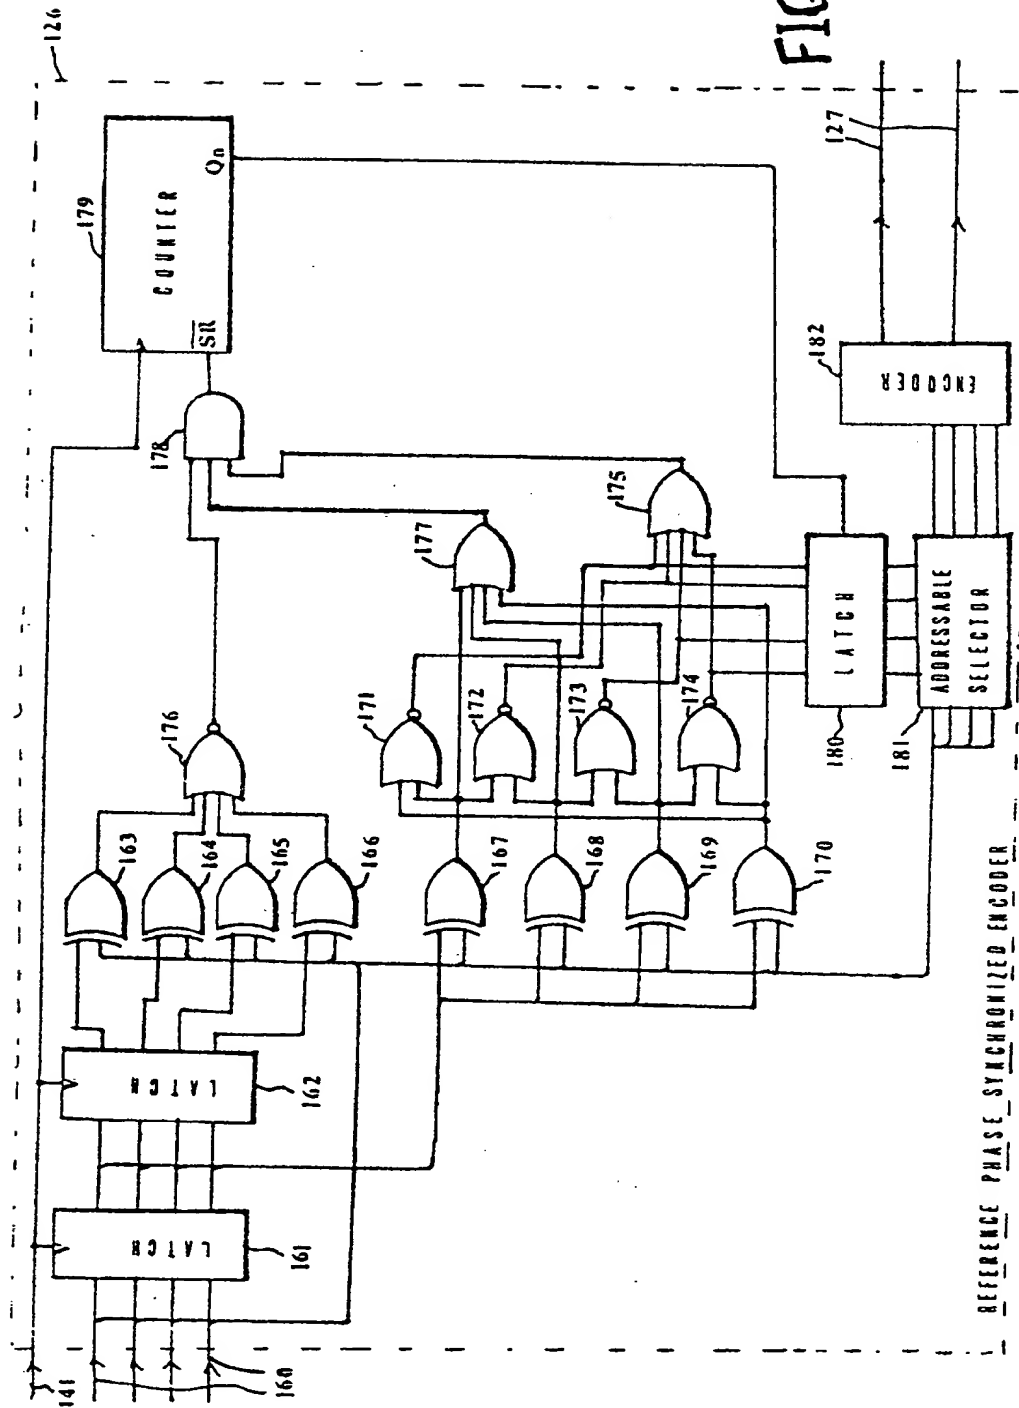 126
FIG
179
COUNTER
Qn
SR
178
176
177
175
182
ENCODER
127
163
164
165
166
171
172
173
174
167
168
169
170
LATCH
180
ADDRESSABLE
SELECTOR
181
LATCH
162
LATCH
161
141
160
REFERENCE PHASE SYNCHRONIZED ENCODER